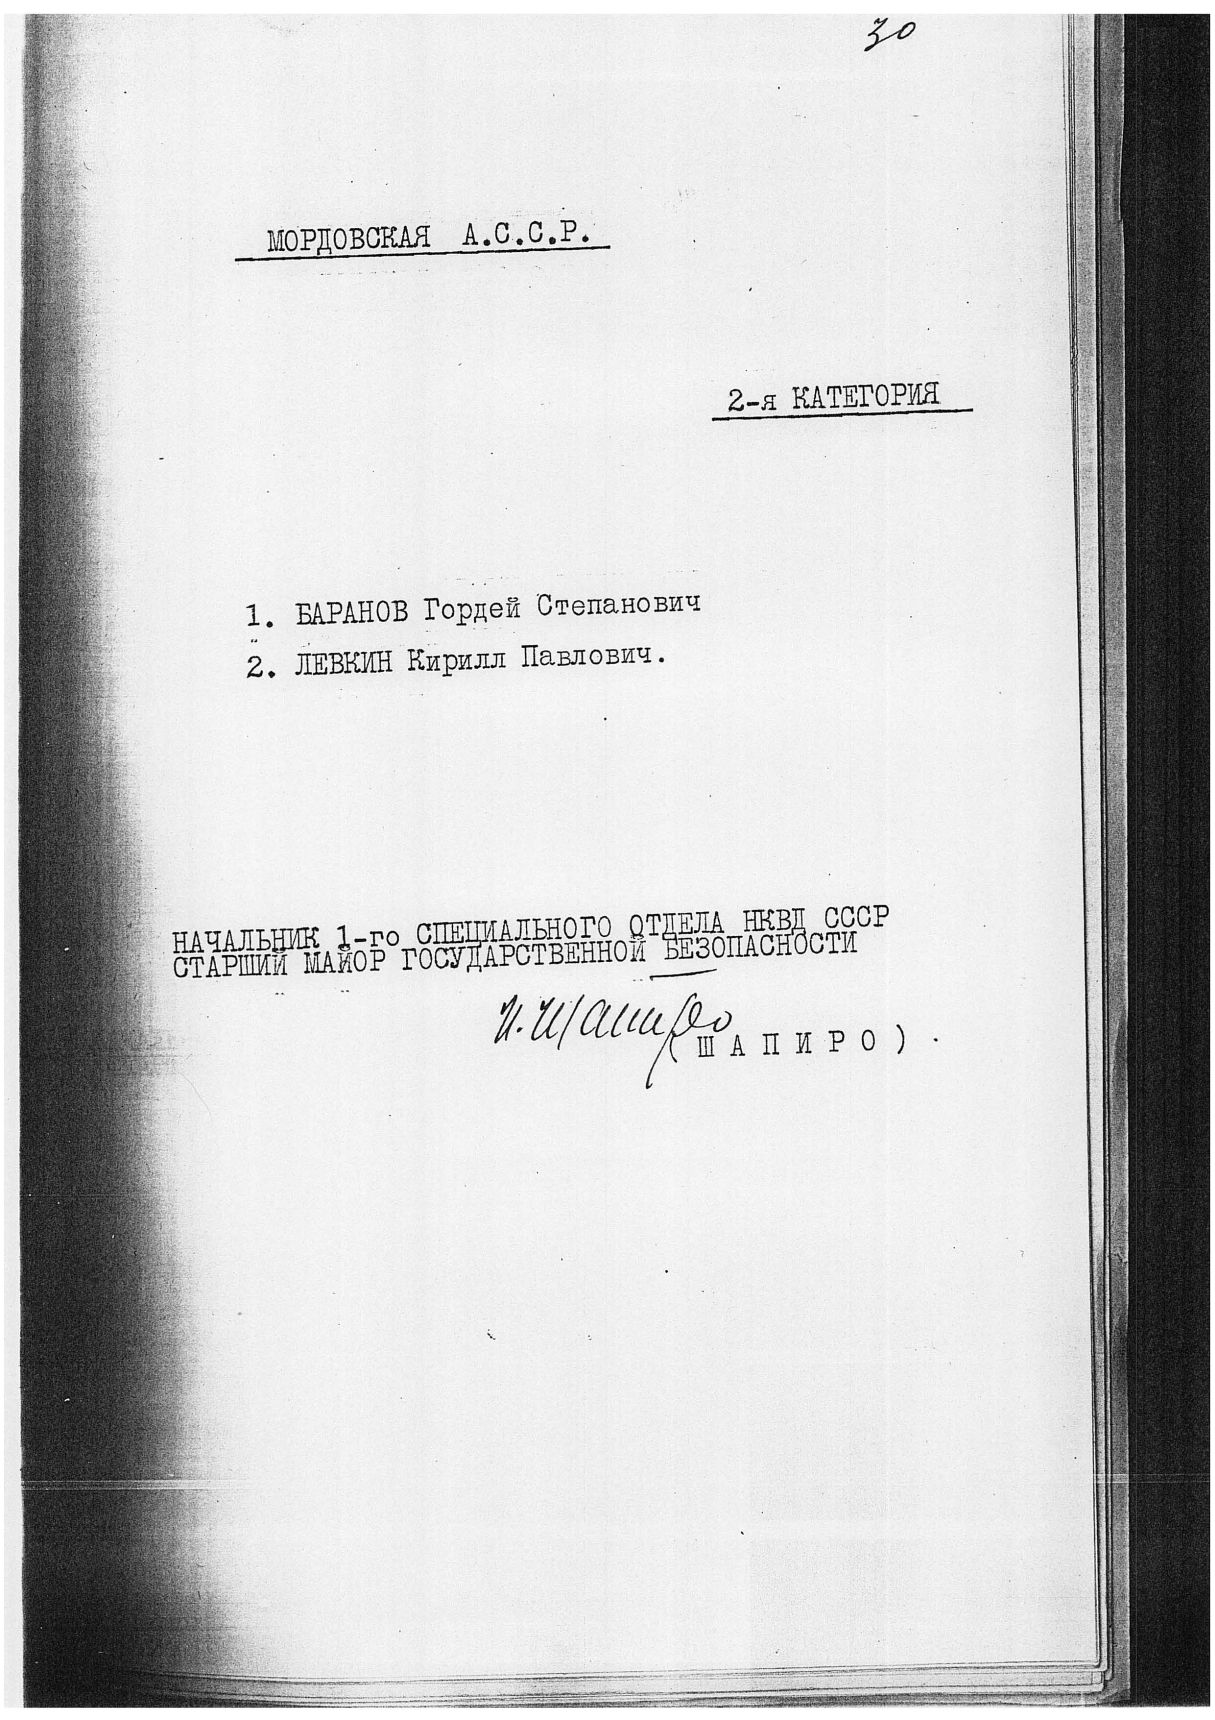 30
МОРДОВСКАЯ А.С.С.Р.
2-я КАТЕГОРИЯ
1. БАРАНОВ Гордей Степанович
2. ЛЕВКИН Кирилл Павлович.
НАЧАЛЬНИК 1-го СПЕЦИАЛЬНОГО ОТДЕЛА НКВД СССР
СТАРШИЙ МАЙОР ГОСУДАРСТВЕННОЙ БЕЗОПАСНОСТИ
И. Шапиро
(ШАПИРО).